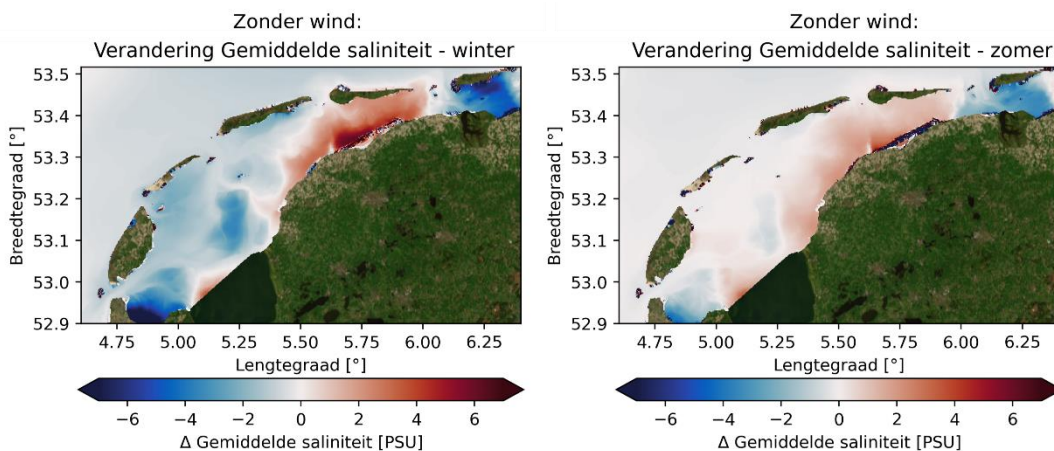 Zonder wind:
Verandering Gemiddelde saliniteit - winter
Breedtegraad [°]
53.5
53.4
53.3
53.2
53.1
53.0
52.9
4.75 5.00 5.25 5.50 5.75 6.00 6.25
Lengtegraad [°]
−6 −4 −2 0 2 4 6
Δ Gemiddelde saliniteit [PSU]
Zonder wind:
Verandering Gemiddelde saliniteit - zomer
Breedtegraad [°]
53.5
53.4
53.3
53.2
53.1
53.0
52.9
4.75 5.00 5.25 5.50 5.75 6.00 6.25
Lengtegraad [°]
−6 −4 −2 0 2 4 6
Δ Gemiddelde saliniteit [PSU]